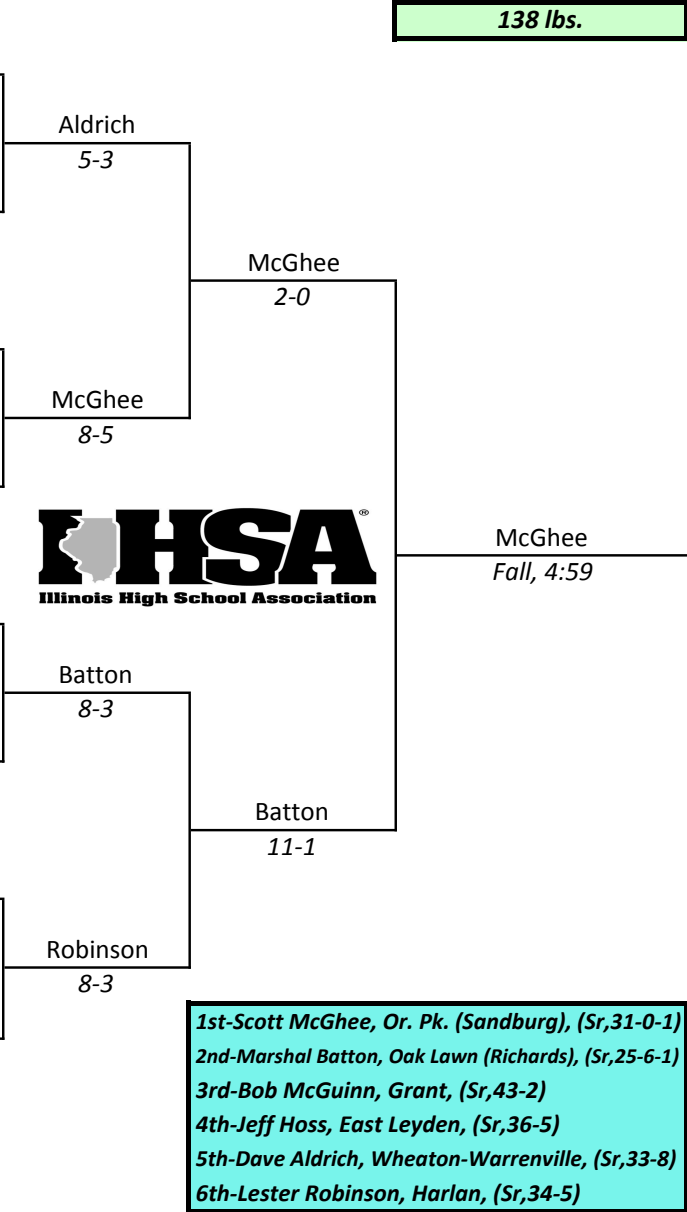 138 lbs.
Aldrich
5-3
McGhee
2-0
McGhee
8-5
IHSA®
Illinois High School Association
McGhee
Fall, 4:59
Batton
8-3
Batton
11-1
Robinson
8-3
1st-Scott McGhee, Or. Pk. (Sandburg), (Sr,31-0-1)
2nd-Marshal Batton, Oak Lawn (Richards), (Sr,25-6-1)
3rd-Bob McGuinn, Grant, (Sr,43-2)
4th-Jeff Hoss, East Leyden, (Sr,36-5)
5th-Dave Aldrich, Wheaton-Warrenville, (Sr,33-8)
6th-Lester Robinson, Harlan, (Sr,34-5)